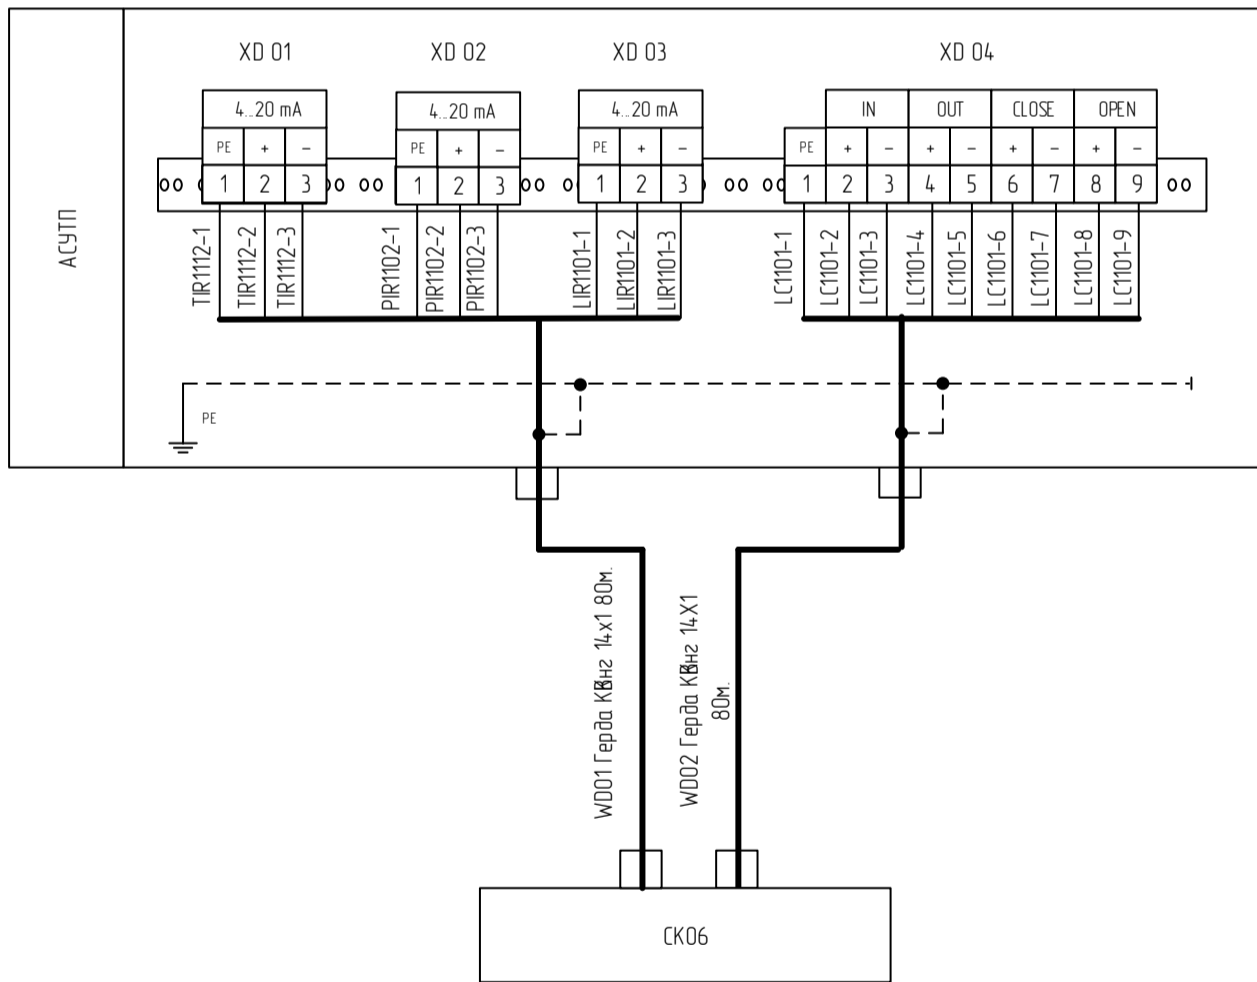 XD 01
XD 02
XD 03
XD 04
4...20 mA
4...20 mA
4...20 mA
IN
OUT
CLOSE
OPEN
PE + -
PE + -
PE + -
PE + - + - + - + -
1 2 3
1 2 3
1 2 3
1 2 3 4 5 6 7 8 9
АСУТП
TIR1112-1
TIR1112-2
TIR1112-3
PIR1102-1
PIR1102-2
PIR1102-3
LIR1101-1
LIR1101-2
LIR1101-3
LC1101-1
LC1101-2
LC1101-3
LC1101-4
LC1101-5
LC1101-6
LC1101-7
LC1101-8
LC1101-9
PE
WD01 Герда КВнг 14х1 80м.
WD02 Герда КВнг 14Х1
80м.
СК06